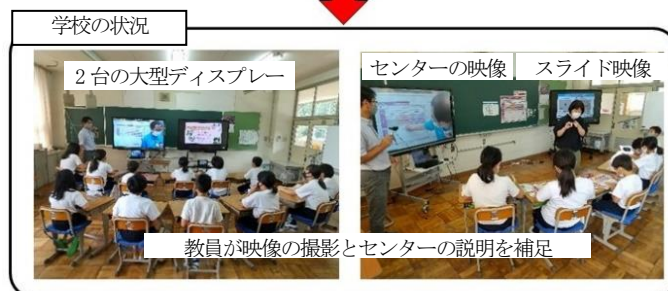 学校の状況
２台の大型ディスプレー
センターの映像
スライド映像
教員が映像の撮影とセンターの説明を補足